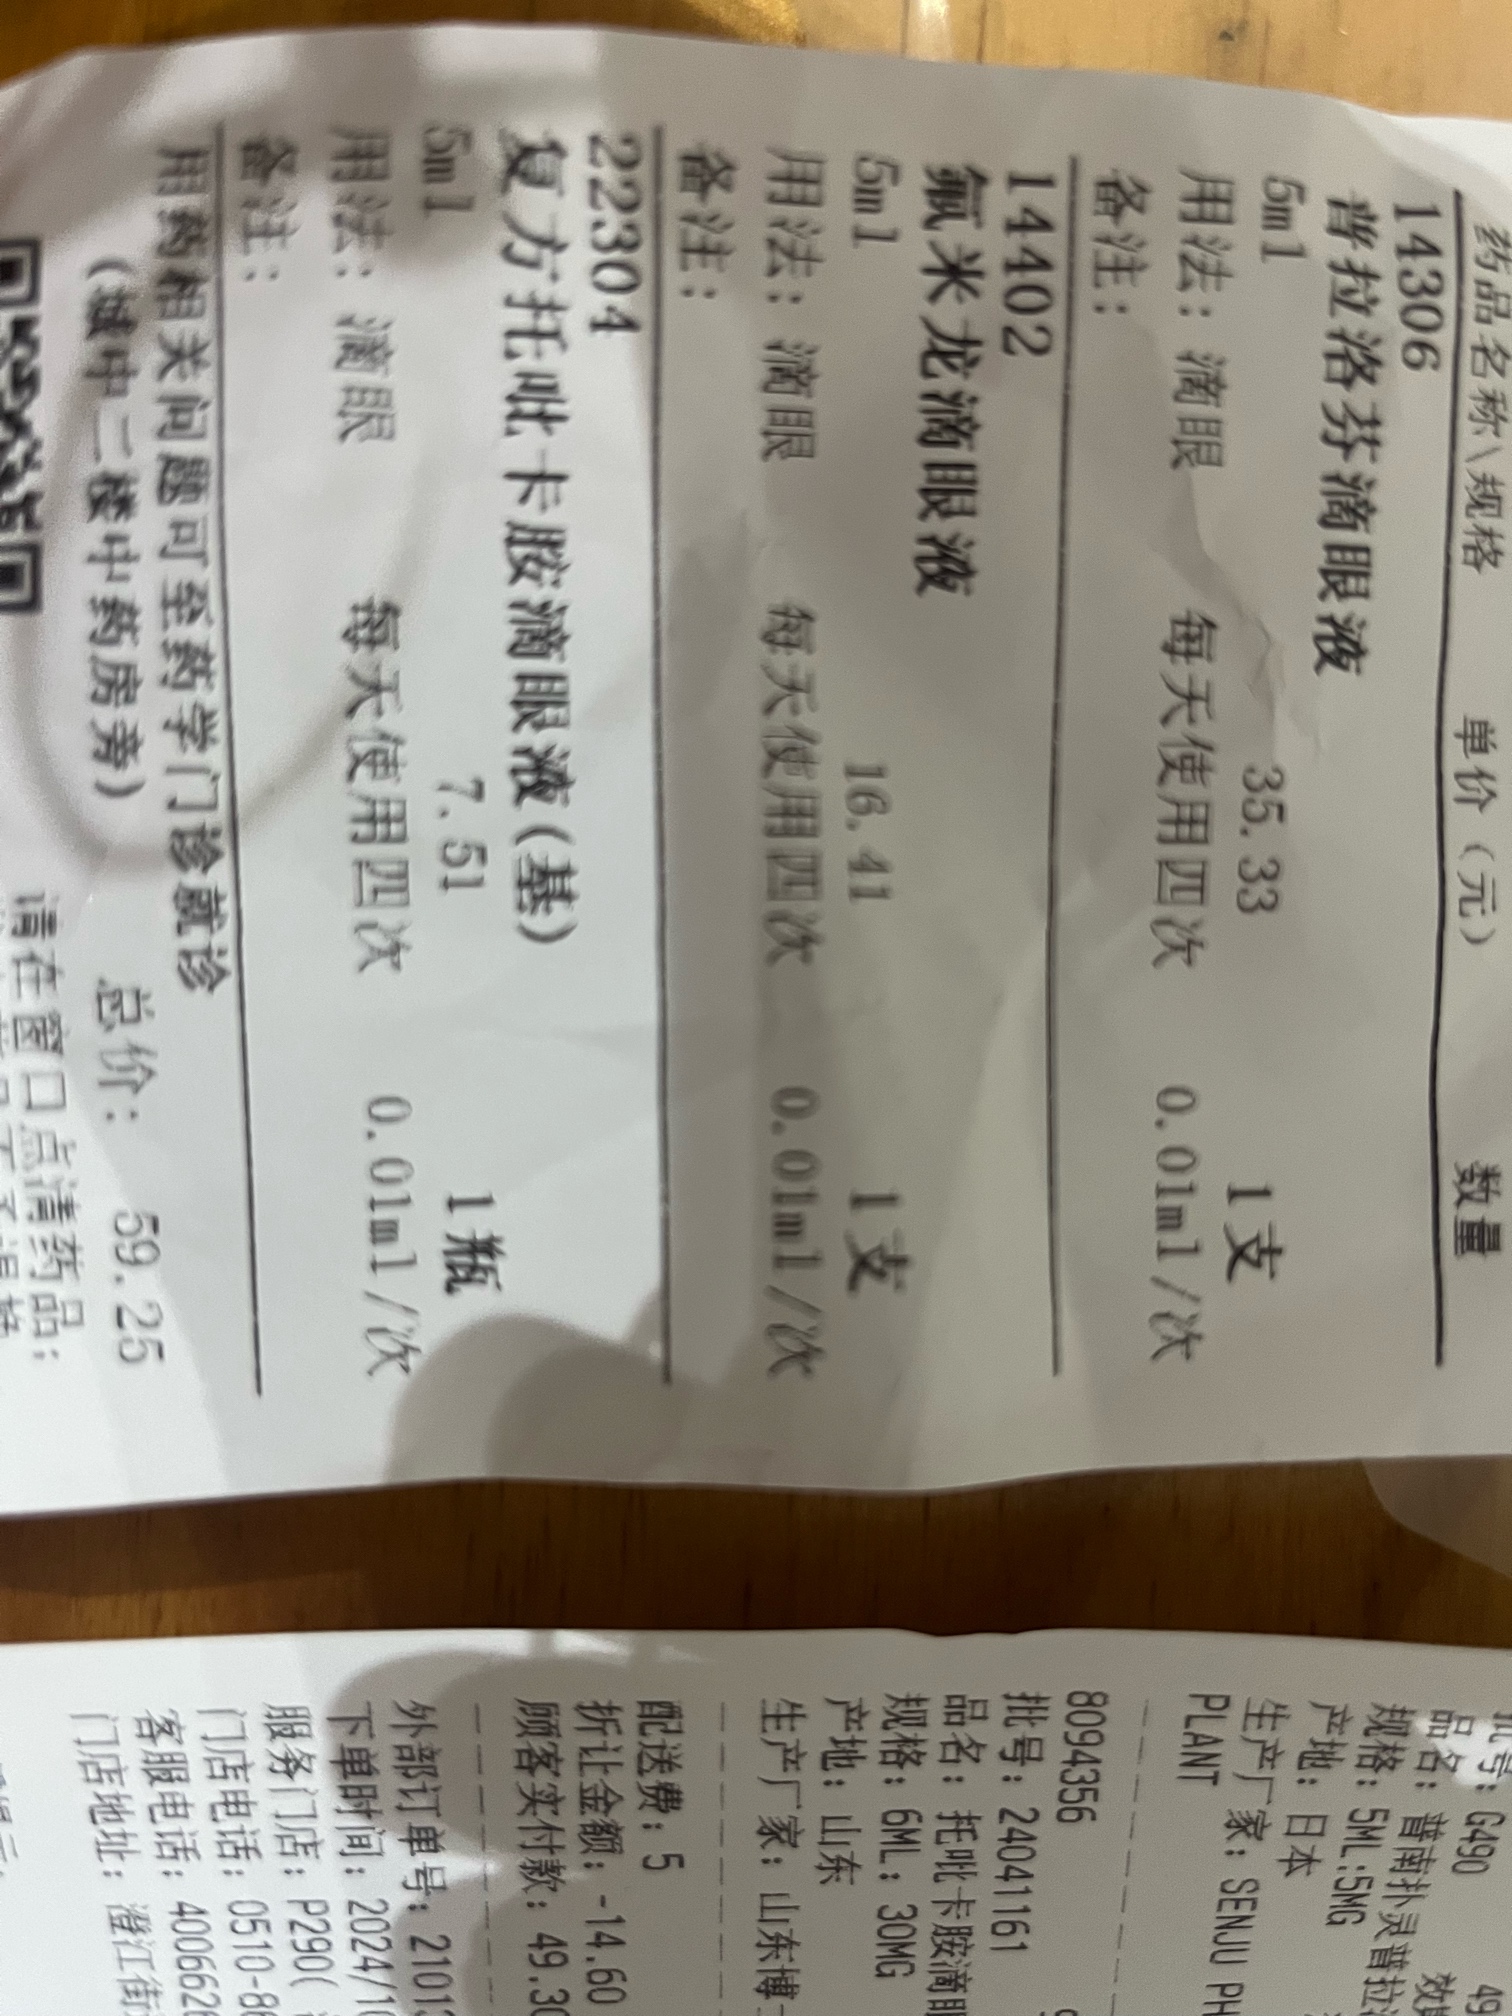 药品名称\规格 单价(元) 数量
14306
普拉洛芬滴眼液
5ml 35.33 1支
用法：滴眼 每天使用四次 0.01ml/次
备注：
14402
氟米龙滴眼液
5ml 16.41 1支
用法：滴眼 每天使用四次 0.01ml/次
备注：
22304
复方托吡卡胺滴眼液(基)
5ml 7.51 1瓶
用法：滴眼 每天使用四次 0.01ml/次
备注：
用药相关问题可至药学门诊就诊
(城中二楼中药房旁) 总价： 59.25
请在窗口点清药品：
批号：G490
品名：普南扑灵普拉
规格：5ML:5MG
产地：日本
生产厂家：SENJU PH
PLANT
8094356
批号：24041161
品名：托吡卡胺滴眼
规格：6ML：30MG
产地：山东
生产厂家：山东博
配送费：5
折让金额：-14.60
顾客实付款：49.30
外部订单号：21013
下单时间：2024/10
服务门店：P290(
门店电话：0510-86
客服电话：4006626
门店地址：澄江街